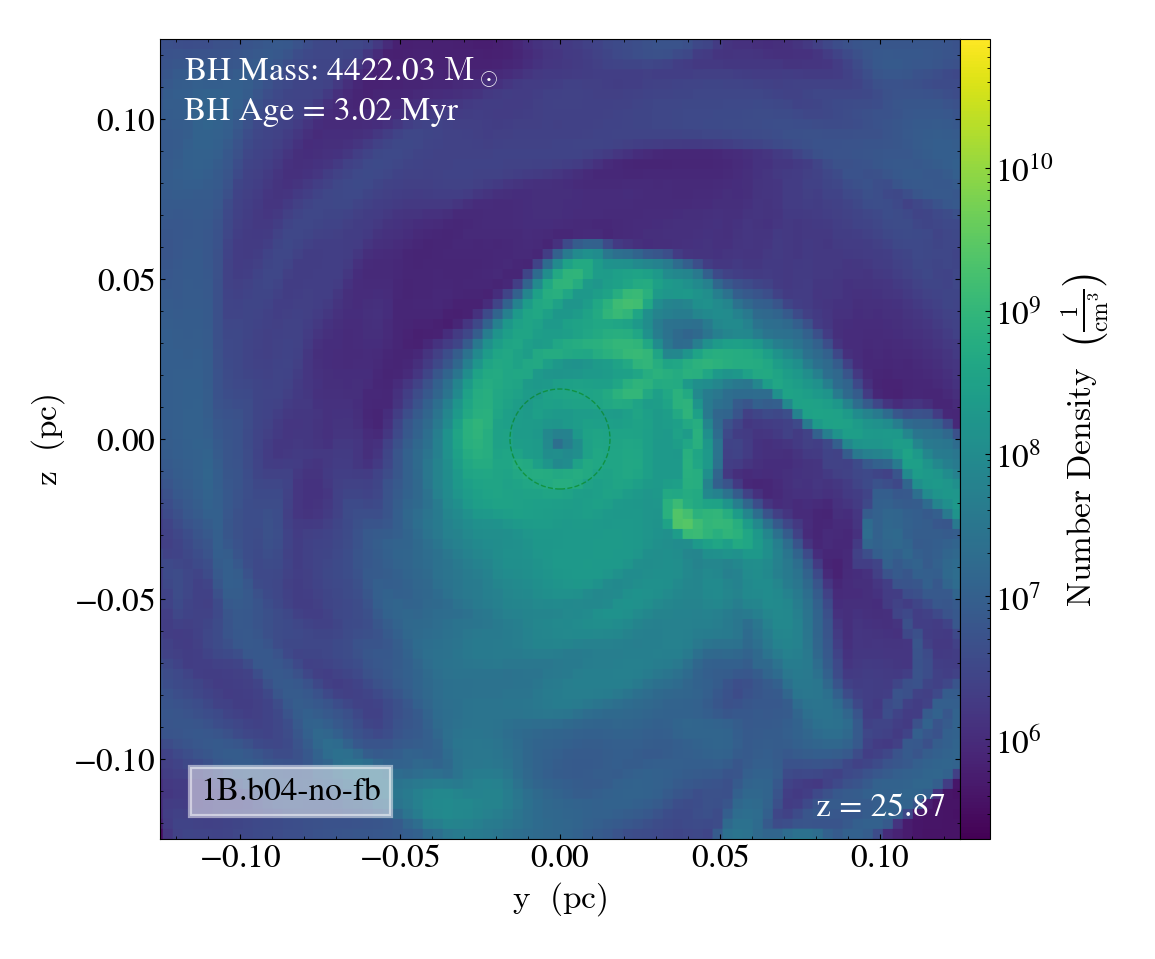 BH Mass: 4422.03 M⊙
BH Age = 3.02 Myr
0.10
0.05
0.00
−0.05
−0.10
z (pc)
1B.b04-no-fb
z = 25.87
−0.10 −0.05 0.00 0.05 0.10
y (pc)
10¹⁰
10⁹
10⁸
10⁷
10⁶
Number Density (1/cm³)